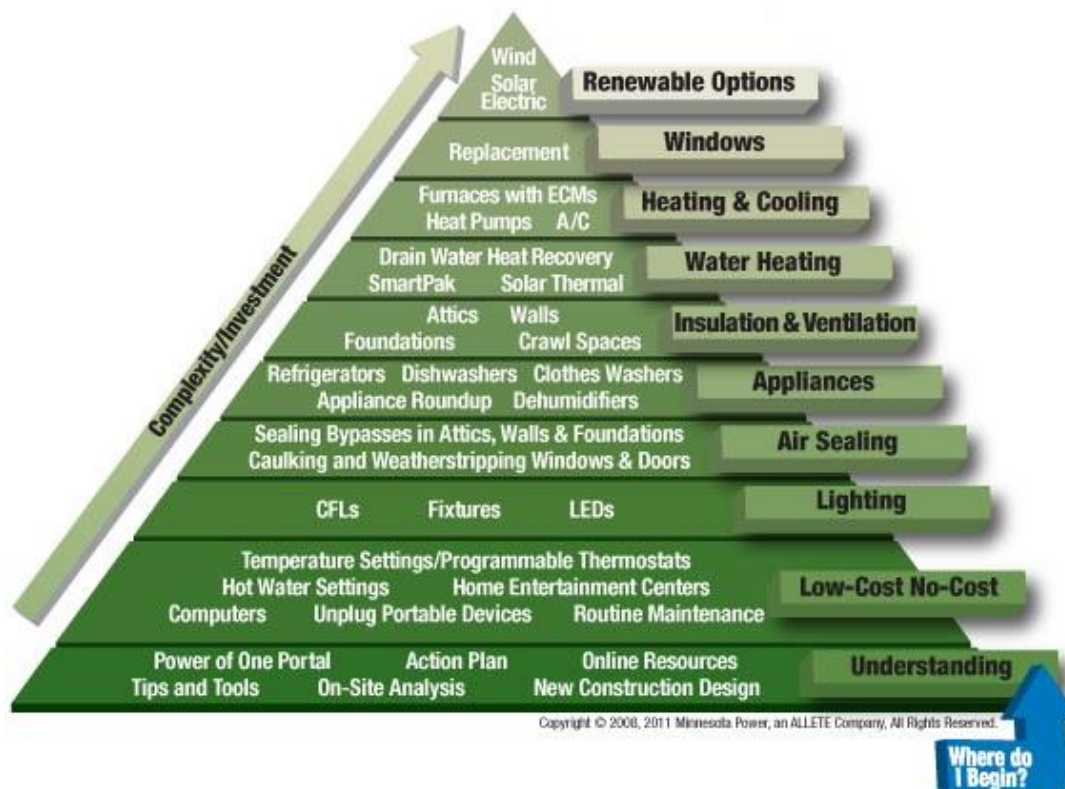 Wind
Solar
Electric
Renewable Options
Replacement
Windows
Furnaces with ECMs
Heat Pumps A/C
Heating & Cooling
Drain Water Heat Recovery
SmartPak Solar Thermal
Water Heating
Attics Walls
Foundations Crawl Spaces
Insulation & Ventilation
Refrigerators Dishwashers Clothes Washers
Appliance Roundup Dehumidifiers
Appliances
Sealing Bypasses in Attics, Walls & Foundations
Caulking and Weatherstripping Windows & Doors
Air Sealing
CFLs Fixtures LEDs
Lighting
Temperature Settings/Programmable Thermostats
Hot Water Settings Home Entertainment Centers
Computers Unplug Portable Devices Routine Maintenance
Low-Cost No-Cost
Power of One Portal Action Plan Online Resources
Tips and Tools On-Site Analysis New Construction Design
Understanding
Complexity/Investment
Copyright © 2008, 2011 Minnesota Power, an ALLETE Company, All Rights Reserved.
Where do
I Begin?